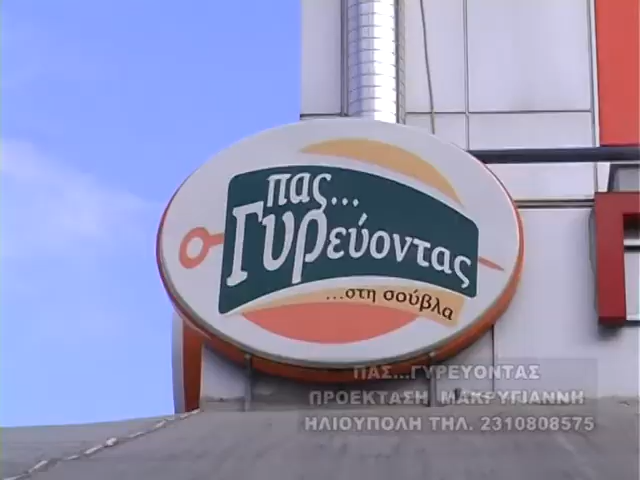 πας...
Γυρεύοντας
...στη σούβλα
ΠΑΣ...ΓΥΡΕΥΟΝΤΑΣ
ΠΡΟΕΚΤΑΣΗ ΜΑΚΡΥΓΙΑΝΝΗ
ΗΛΙΟΥΠΟΛΗ ΤΗΛ. 2310808575